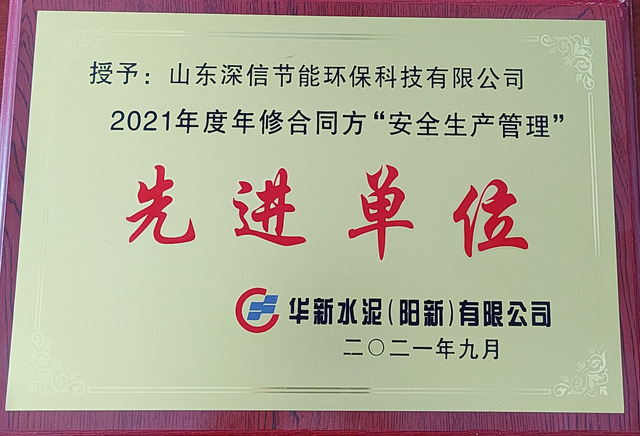 授予：山东深信节能环保科技有限公司
2021年度年修合同方“安全生产管理”
先进单位
华新水泥（阳新）有限公司
二〇二一年九月